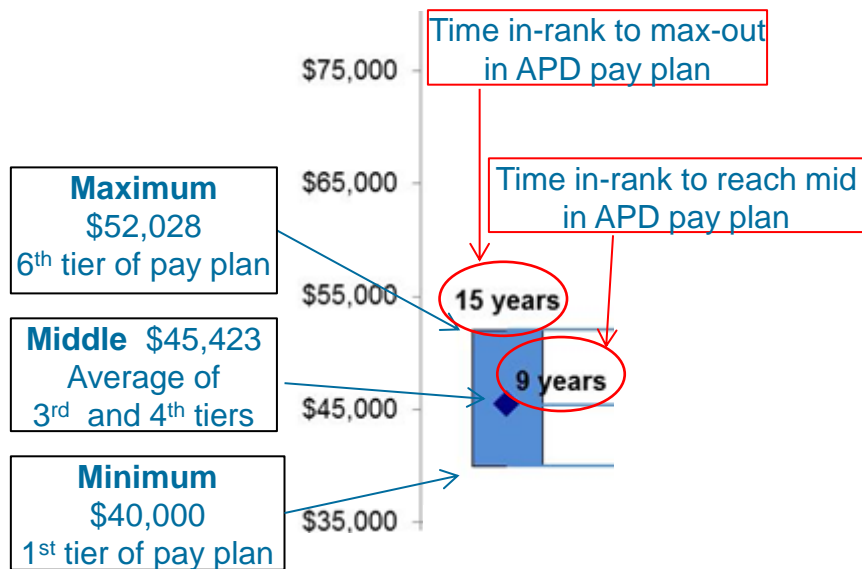 Time in-rank to max-out
in APD pay plan
$75,000
$65,000
Time in-rank to reach mid
in APD pay plan
Maximum
$52,028
6th tier of pay plan
$55,000
15 years
Middle $45,423
Average of
3rd and 4th tiers
9 years
$45,000
Minimum
$40,000
1st tier of pay plan
$35,000